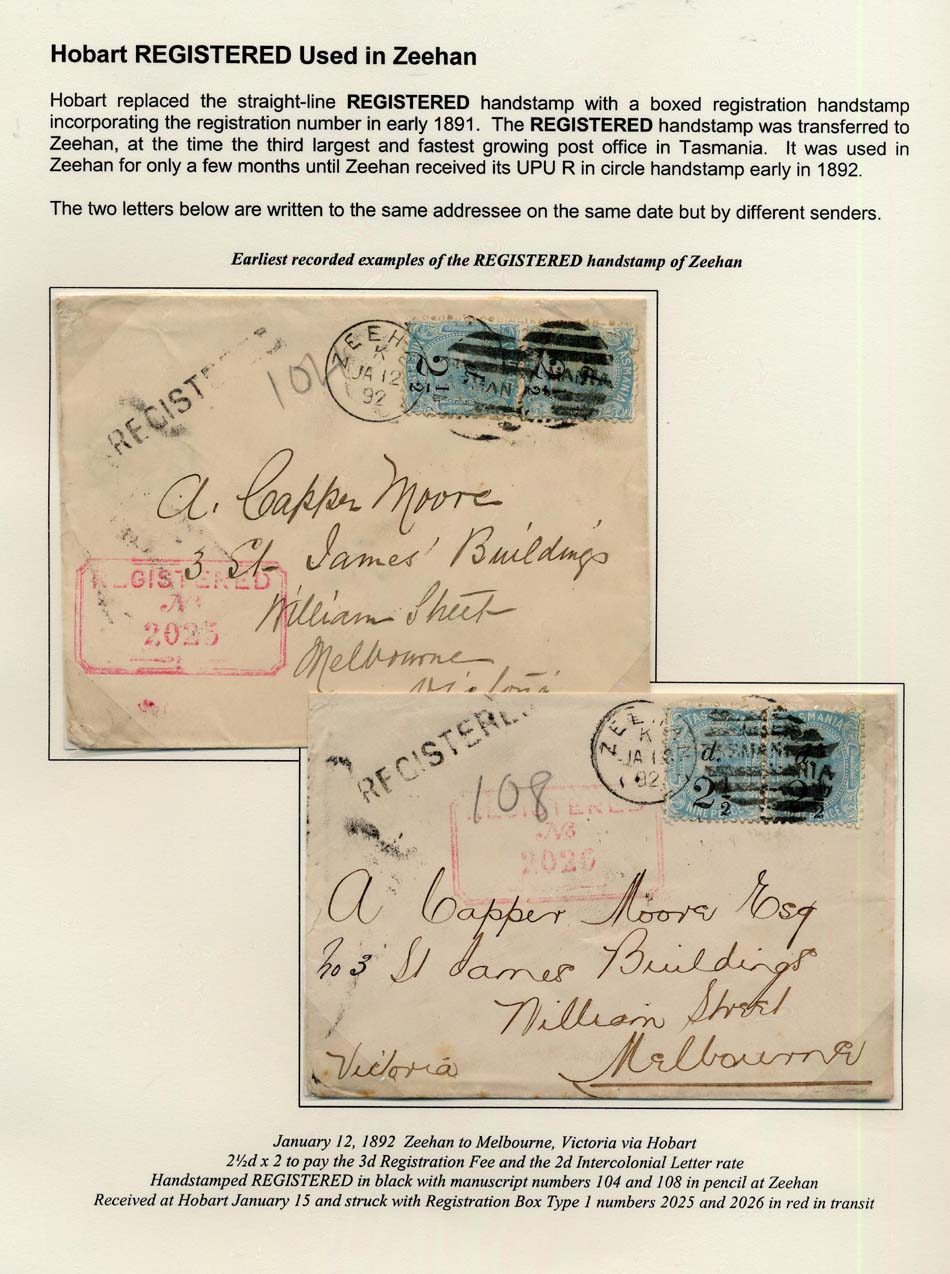 Hobart REGISTERED Used in Zeehan
Hobart replaced the straight-line REGISTERED handstamp with a boxed registration handstamp
incorporating the registration number in early 1891. The REGISTERED handstamp was transferred to
Zeehan, at the time the third largest and fastest growing post office in Tasmania. It was used in
Zeehan for only a few months until Zeehan received its UPU R in circle handstamp early in 1892.
The two letters below are written to the same addressee on the same date but by different senders.
Earliest recorded examples of the REGISTERED handstamp of Zeehan
REGISTERED
104
ZEEH
K
JA 12
92
2½
A. Capper Moore
3 St James' Buildings
William Street
Melbourne
Victoria
REGISTERED
No
2025
REGISTERED
108
ZEE
K
JA 12
92
d.
2½
REGISTERED
No
2026
A Capper Moore Esq
No 3 St James Buildings
William Street
Melbourne
Victoria
January 12, 1892 Zeehan to Melbourne, Victoria via Hobart
2½d x 2 to pay the 3d Registration Fee and the 2d Intercolonial Letter rate
Handstamped REGISTERED in black with manuscript numbers 104 and 108 in pencil at Zeehan
Received at Hobart January 15 and struck with Registration Box Type 1 numbers 2025 and 2026 in red in transit